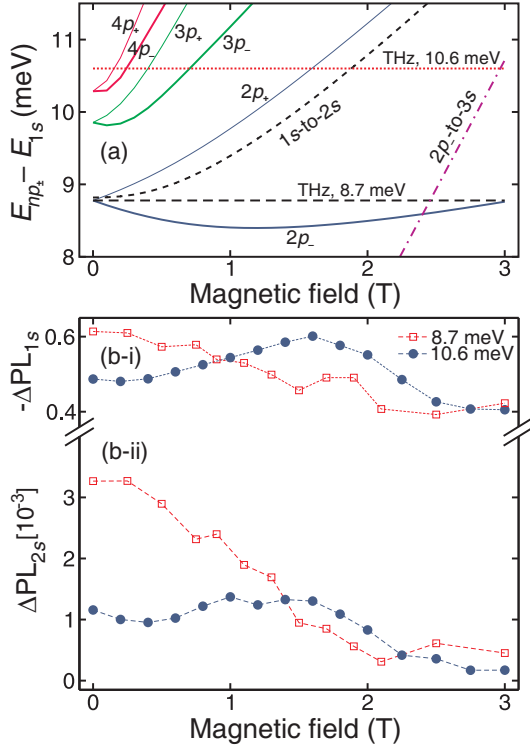 4p₊
4p₋
3p₊
3p₋
THz, 10.6 meV
2p₊
1s-to-2s
2p₋-to-3s
(a)
THz, 8.7 meV
2p₋
11
10
9
8
E_{np±} – E_{1s} (meV)
0 1 2 3
Magnetic field (T)
(b-i)
8.7 meV
10.6 meV
0.6
0.4
-ΔPL_{1s}
(b-ii)
3
2
1
0
ΔPL_{2s} [10⁻³]
0 1 2 3
Magnetic field (T)